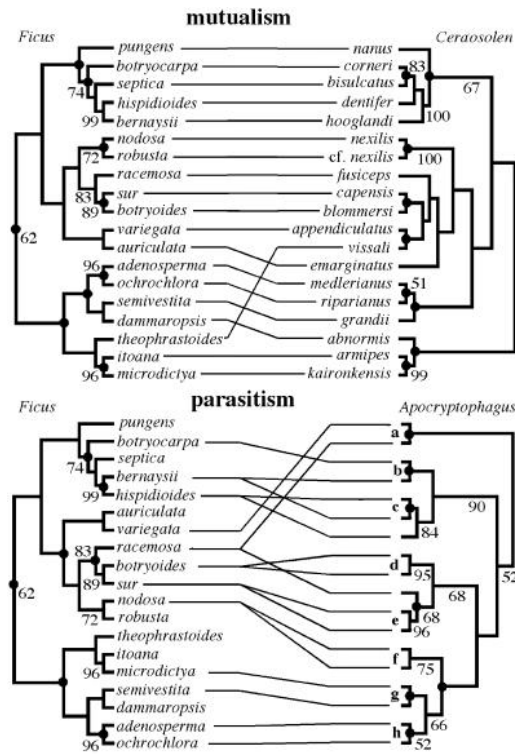 mutualism
Ficus
Ceraosolen
pungens nanus
botryocarpa corneri 83
septica bisulcatus 67
74
hispidioides dentifer
99 bernaysii hooglandi 100
nodosa nexilis
72 robusta cf. nexilis 100
racemosa fusiceps
83 sur capensis
89 botryoides blommersi
62 variegata appendiculatus
auriculata vissali
96 adenosperma emarginatus
ochrochlora medlerianus 51
semivestita riparianus
dammaropsis grandii
theophrastoides abnormis
itoana armipes
96 microdictya kaironkensis 99
parasitism
Ficus
Apocryptophagus
pungens a
botryocarpa
septica b
74
bernaysii 90
99 hispidioides c
auriculata 84
variegata
83 racemosa d
botryoides 95 52
62 89 sur 68
nodosa e 68
72 robusta 96
theophrastoides f
itoana 75
96 microdictya
semivestita g
dammaropsis 66
adenosperma h
96 ochrochlora 52